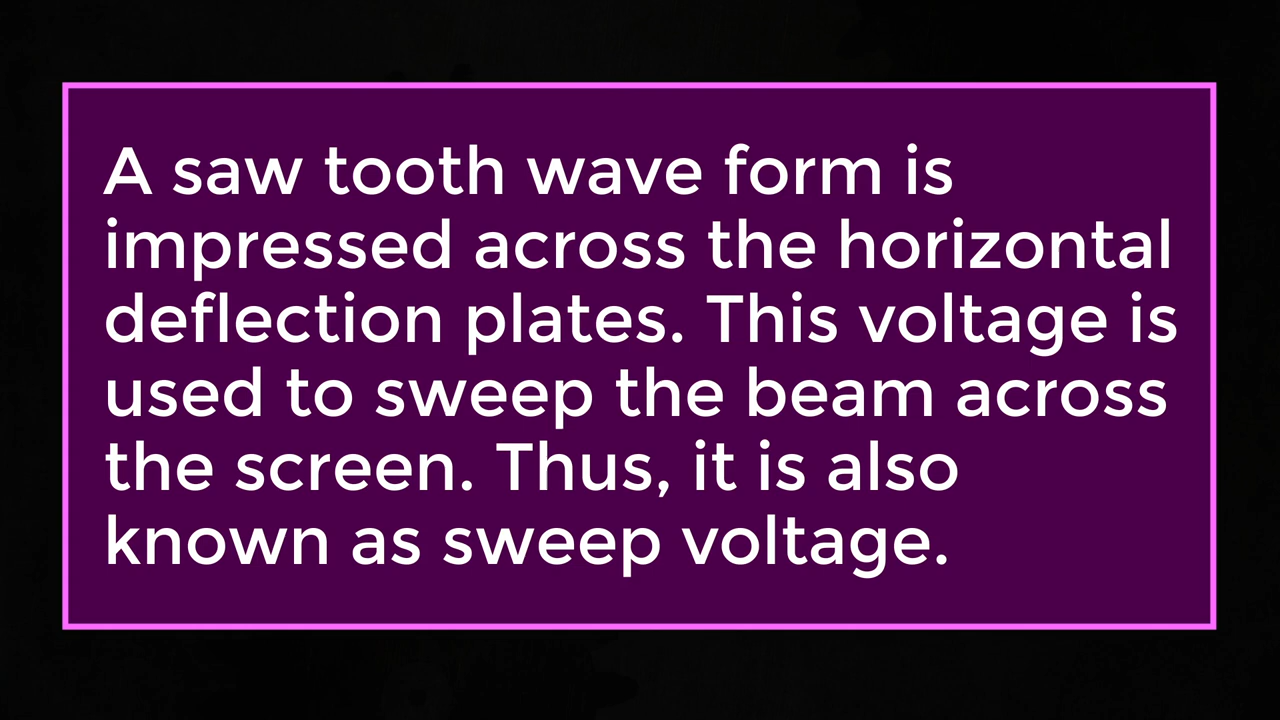 A saw tooth wave form is
impressed across the horizontal
deflection plates. This voltage is
used to sweep the beam across
the screen. Thus, it is also
known as sweep voltage.